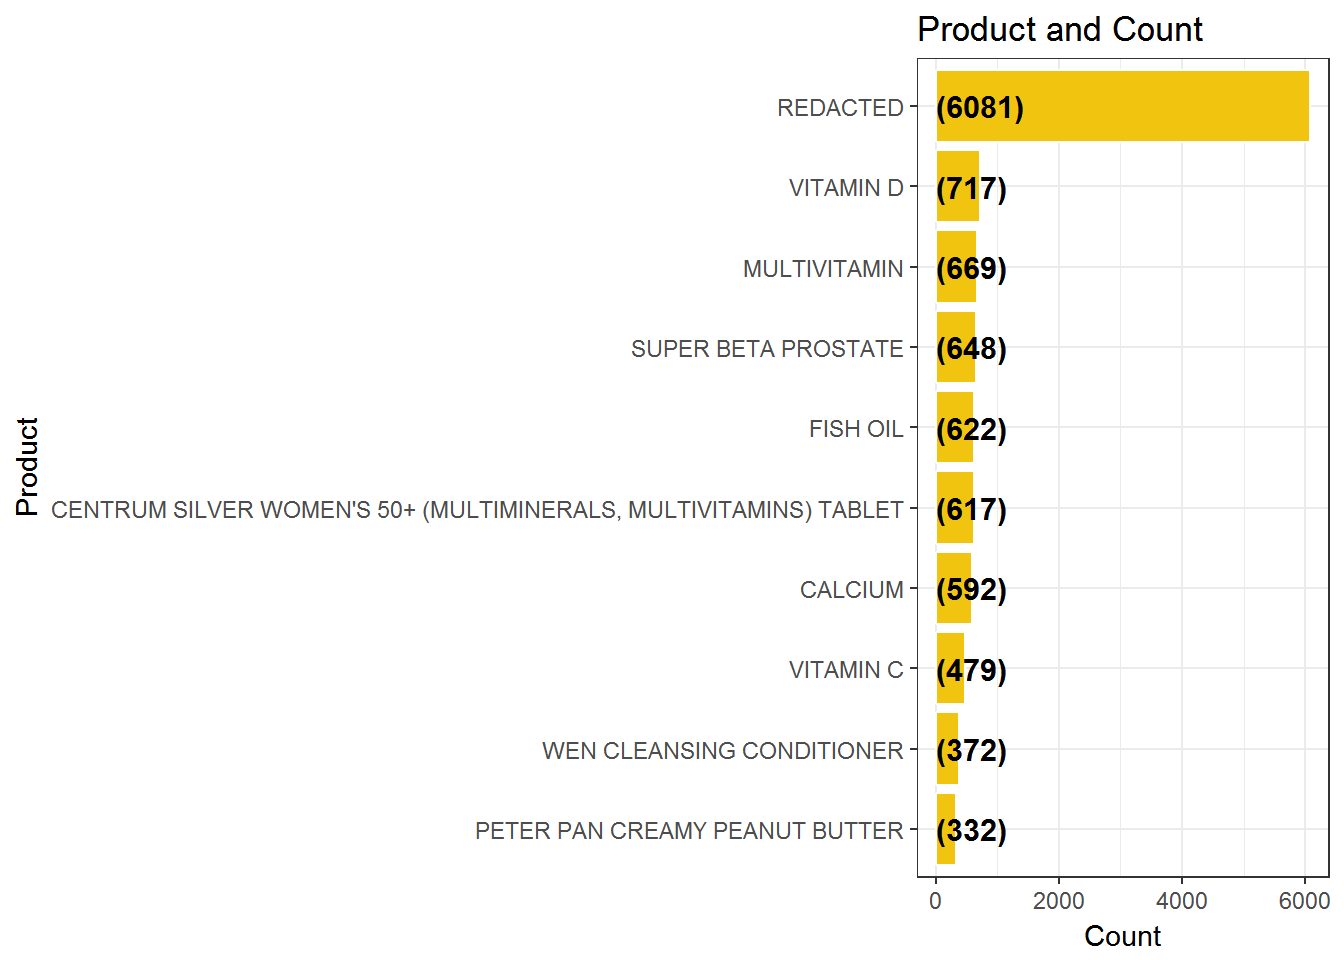 Product and Count
REDACTED (6081)
VITAMIN D (717)
MULTIVITAMIN (669)
SUPER BETA PROSTATE (648)
FISH OIL (622)
CENTRUM SILVER WOMEN'S 50+ (MULTIMINERALS, MULTIVITAMINS) TABLET (617)
CALCIUM (592)
VITAMIN C (479)
WEN CLEANSING CONDITIONER (372)
PETER PAN CREAMY PEANUT BUTTER (332)
0 2000 4000 6000
Count
Product